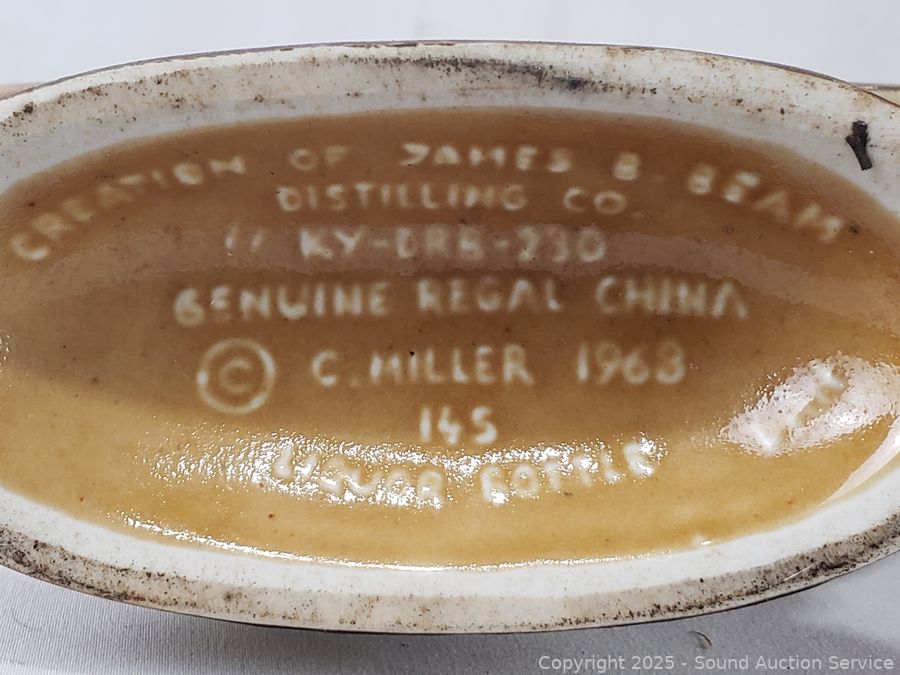 CREATION OF JAMES B. BEAM
DISTILLING CO.
KY-DRB-230
GENUINE REGAL CHINA
© C. MILLER 1968
145
LIQUOR BOTTLE
Copyright © 2025 - Sound Auction Service